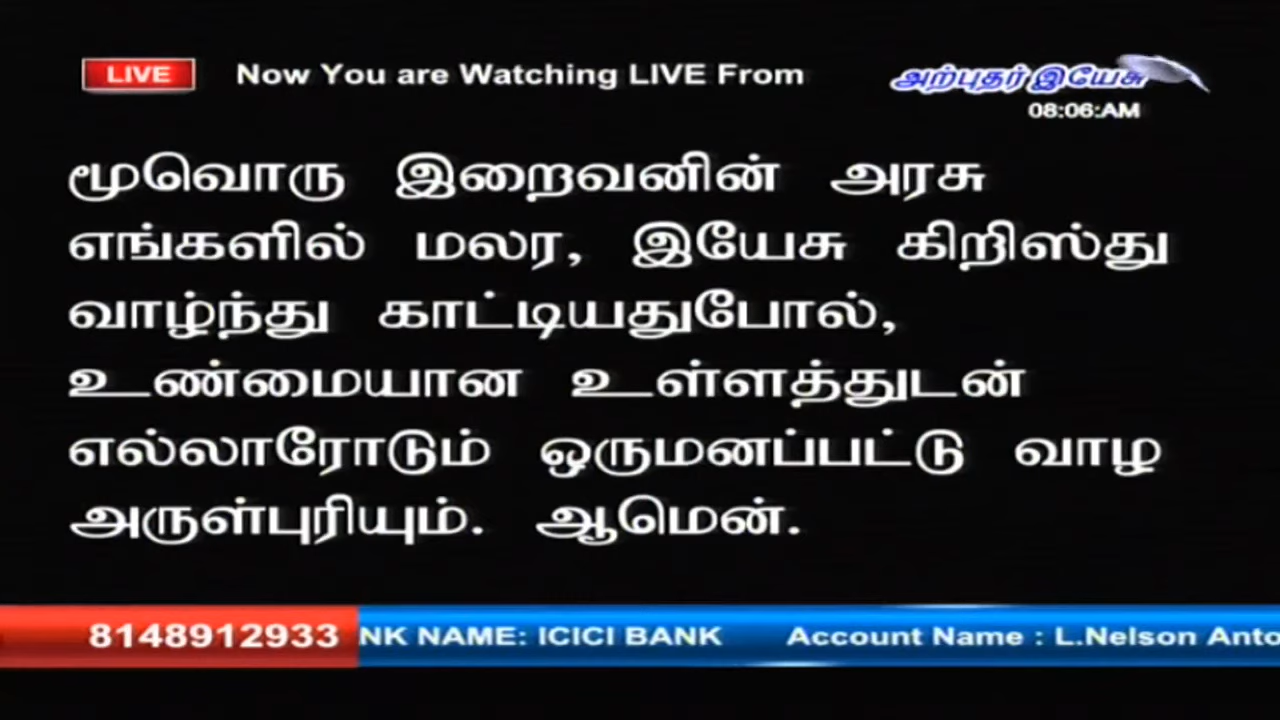 LIVE Now You are Watching LIVE From அற்புதர் இயேசு
08:06:AM
மூவொரு இறைவனின் அரசு
எங்களில் மலர, இயேசு கிறிஸ்து
வாழ்ந்து காட்டியதுபோல்,
உண்மையான உள்ளத்துடன்
எல்லாரோடும் ஒருமனப்பட்டு வாழ
அருள்புரியும். ஆமென்.
8148912933 NK NAME: ICICI BANK Account Name : L.Nelson Anto